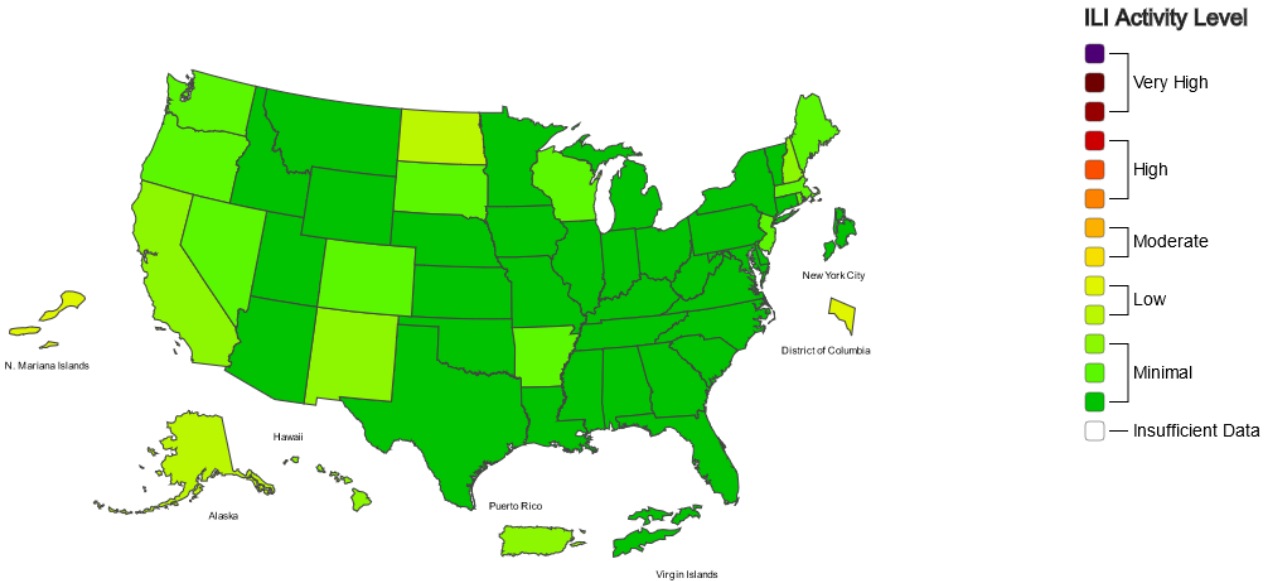 ILI Activity Level
Very High
High
Moderate
Low
Minimal
Insufficient Data
New York City
District of Columbia
N. Mariana Islands
Hawaii
Alaska
Puerto Rico
Virgin Islands